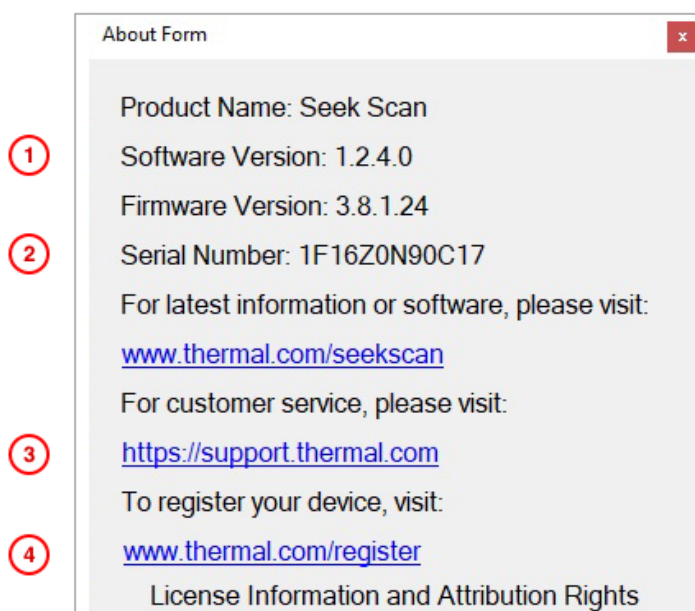 About Form
x
Product Name: Seek Scan
1
Software Version: 1.2.4.0
Firmware Version: 3.8.1.24
2
Serial Number: 1F16Z0N90C17
For latest information or software, please visit:
www.thermal.com/seekscan
For customer service, please visit:
3
https://support.thermal.com
To register your device, visit:
4
www.thermal.com/register
License Information and Attribution Rights